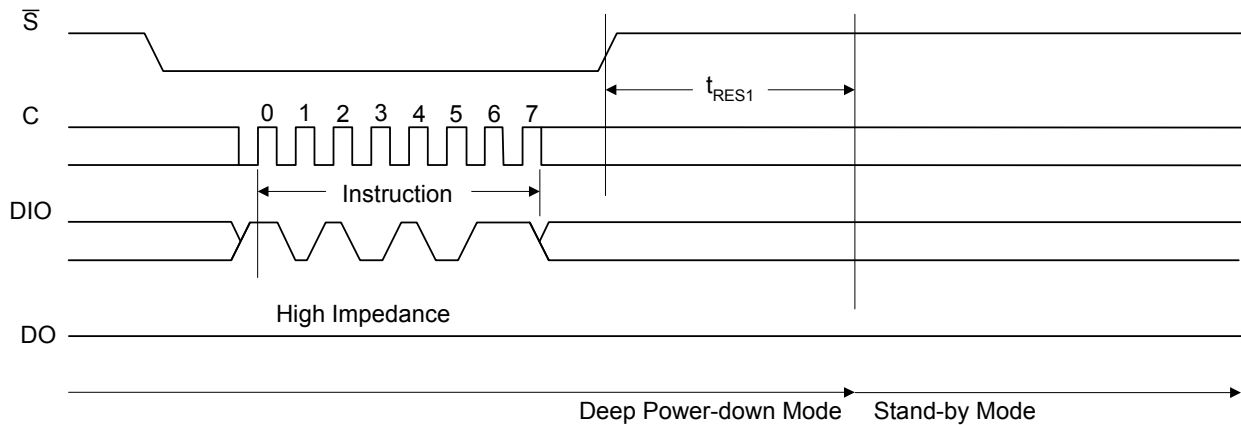 S̅
t_RES1
C
0 1 2 3 4 5 6 7
Instruction
DIO
High Impedance
DO
Deep Power-down Mode Stand-by Mode